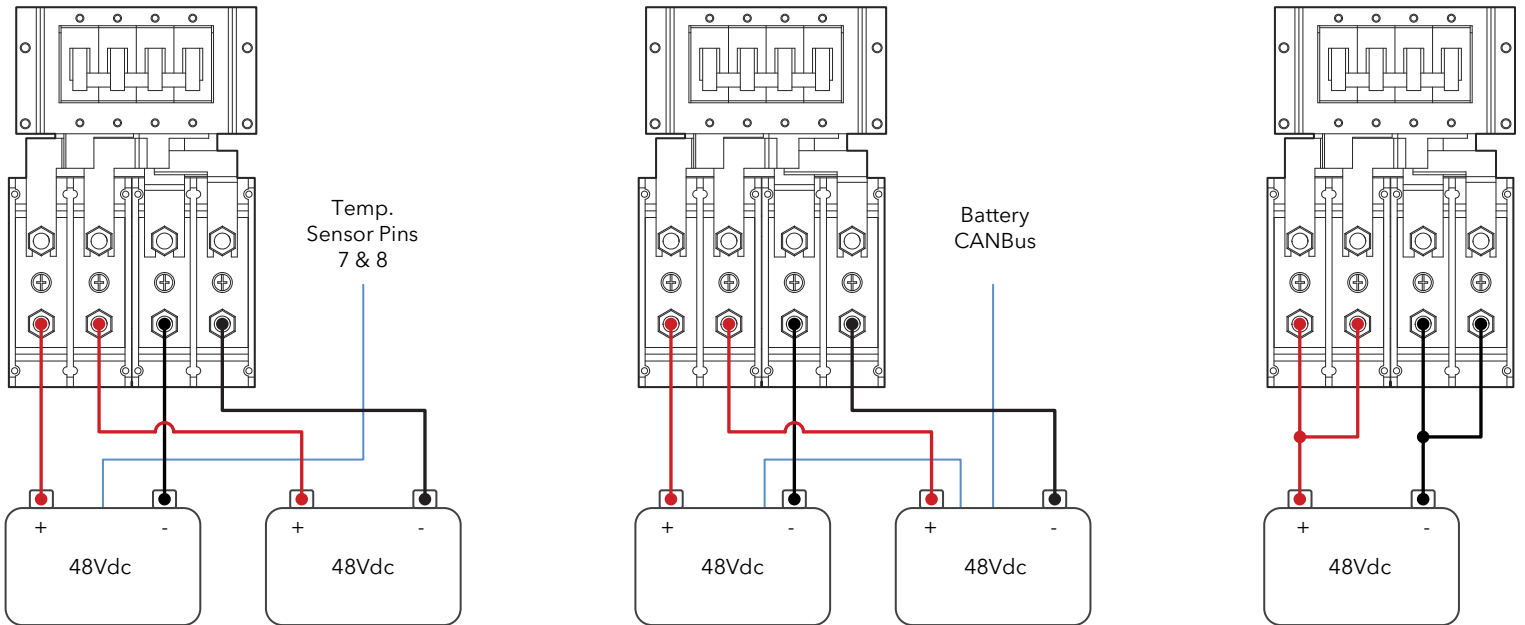 Temp.
Sensor Pins
7 & 8
Battery
CANBus
+ -
48Vdc
+ -
48Vdc
+ -
48Vdc
+ -
48Vdc
+ -
48Vdc